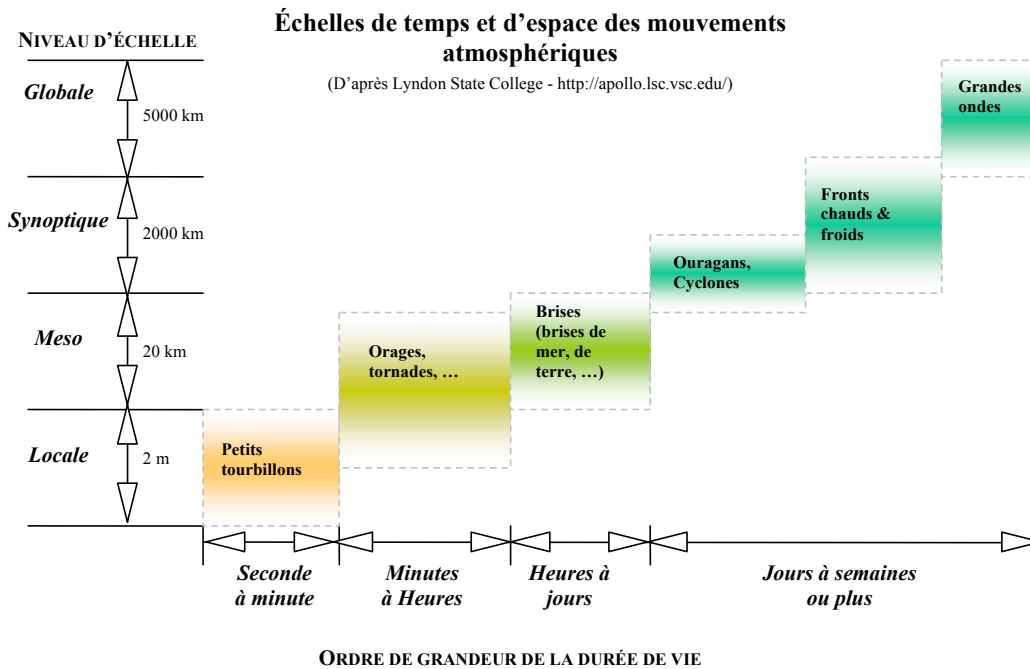 Échelles de temps et d'espace des mouvements
atmosphériques
(D'après Lyndon State College - http://apollo.lsc.vsc.edu/)
NIVEAU D'ÉCHELLE
Globale
5000 km
Synoptique
2000 km
Meso
20 km
Locale
2 m
Petits
tourbillons
Orages,
tornades, …
Brises
(brises de
mer, de
terre, …)
Ouragans,
Cyclones
Fronts
chauds &
froids
Grandes
ondes
Seconde
à minute
Minutes
à Heures
Heures à
jours
Jours à semaines
ou plus
ORDRE DE GRANDEUR DE LA DURÉE DE VIE